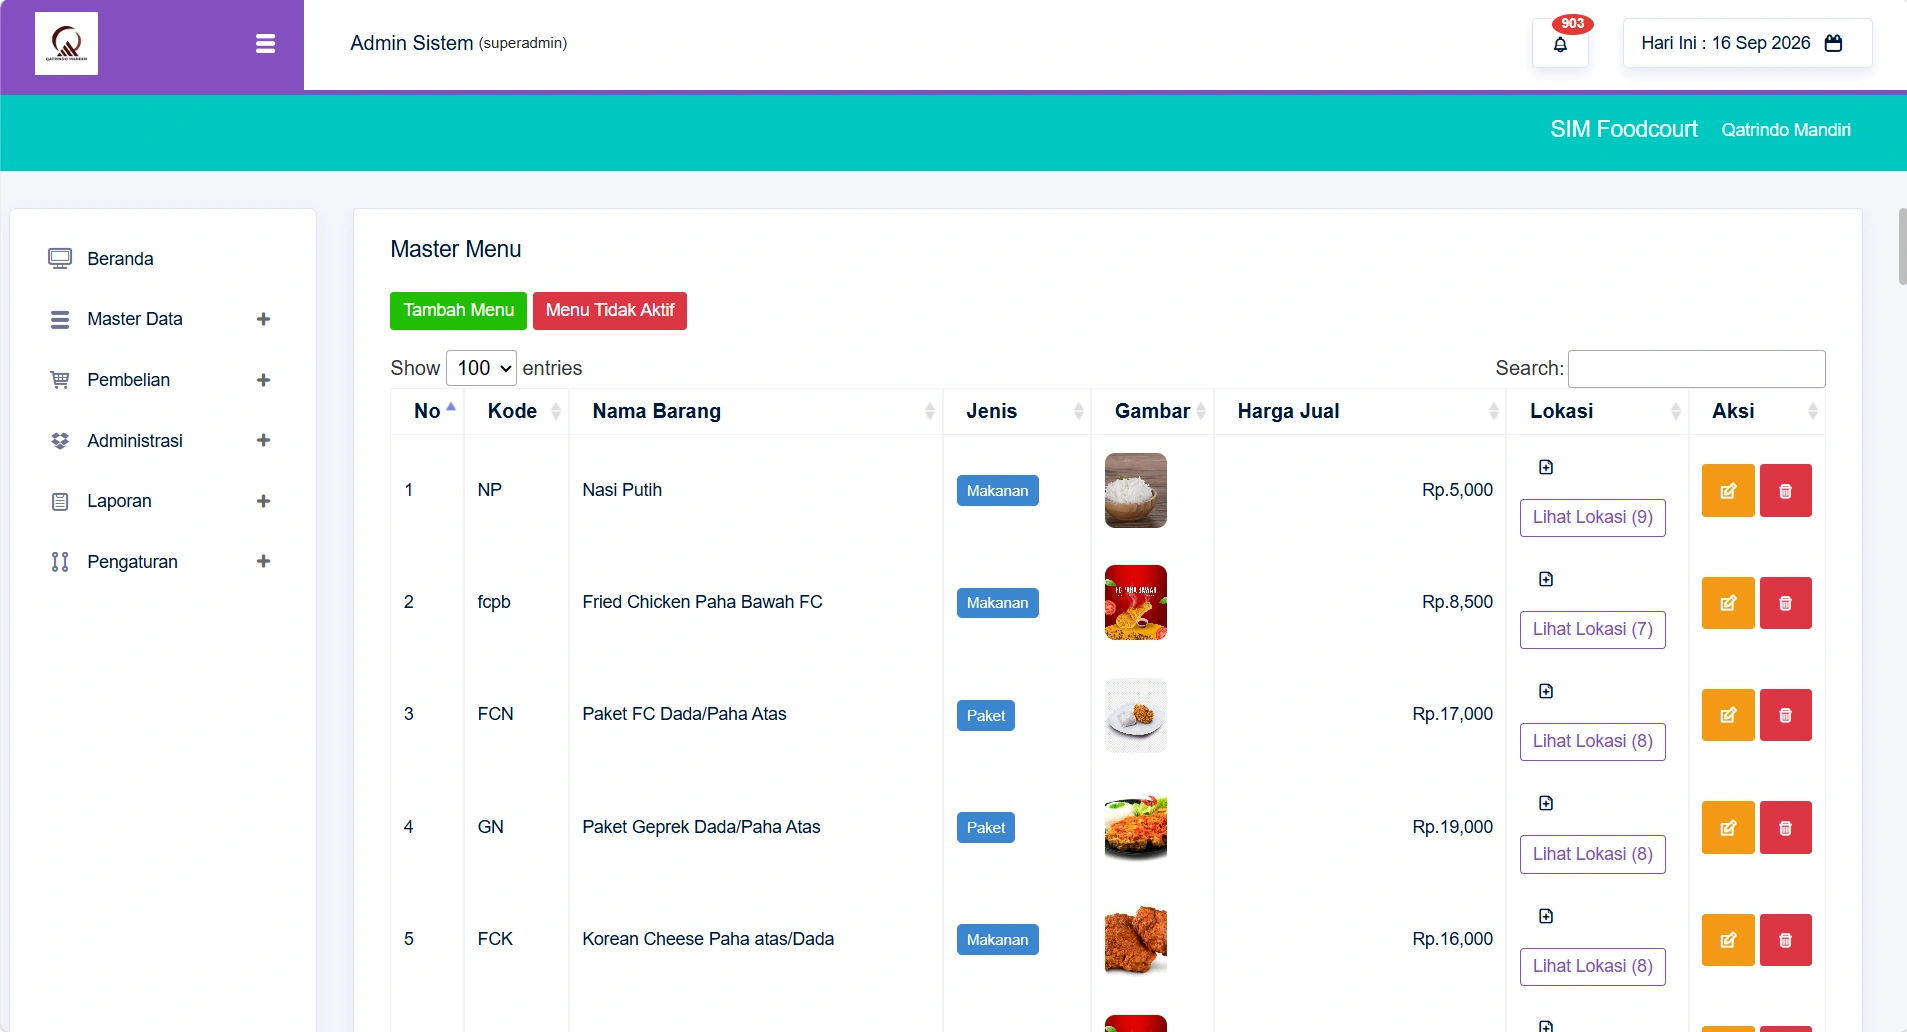 QATRINDO MANDIRI
Admin Sistem (superadmin)
903
Hari Ini : 16 Sep 2026
SIM Foodcourt Qatrindo Mandiri
Beranda
Master Data
Pembelian
Administrasi
Laporan
Pengaturan
Master Menu
Tambah Menu Menu Tidak Aktif
Show 100 entries Search:
No Kode Nama Barang Jenis Gambar Harga Jual Lokasi Aksi
1 NP Nasi Putih Makanan Rp.5,000 Lihat Lokasi (9)
FC PAHA BAWAH
2 fcpb Fried Chicken Paha Bawah FC Makanan Rp.8,500 Lihat Lokasi (7)
3 FCN Paket FC Dada/Paha Atas Paket Rp.17,000 Lihat Lokasi (8)
4 GN Paket Geprek Dada/Paha Atas Paket Rp.19,000 Lihat Lokasi (8)
5 FCK Korean Cheese Paha atas/Dada Makanan Rp.16,000 Lihat Lokasi (8)